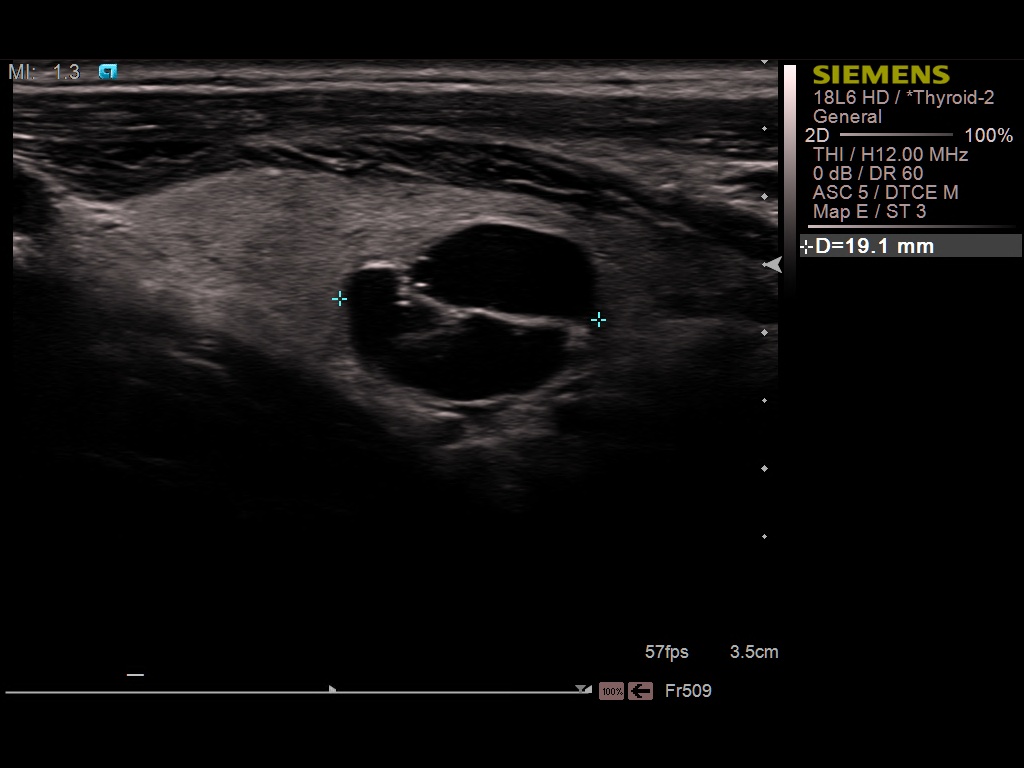 MI: 1.3
SIEMENS
18L6 HD / *Thyroid-2
General
2D 100%
THI / H12.00 MHz
0 dB / DR 60
ASC 5 / DTCE M
Map E / ST 3
D=19.1 mm
57fps 3.5cm
100% Fr509